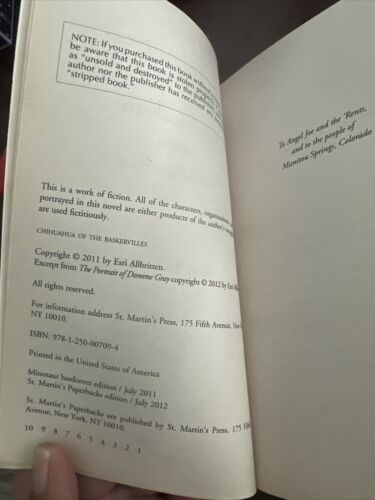 NOTE: If you purchased this book without a
be aware that this book is stolen
as "unsold and destroyed" to the
author nor the publisher has received any
"stripped book."
This is a work of fiction. All of the characters, organizations,
portrayed in this novel are either products of the author's
are used fictitiously.
CHIHUAHUA OF THE BASKERVILLES
Copyright © 2011 by Esri Allbritten.
Excerpt from The Portrait of Doreene Gray copyright © 2012 by Esri
All rights reserved.
For information address St. Martin's Press, 175 Fifth Avenue, New
NY 10010.
ISBN: 978-1-250-00709-4
Printed in the United States of America
Minotaur hardcover edition / July 2011
St. Martin's Paperbacks edition / July 2012
St. Martin's Paperbacks are published by St. Martin's Press, 175 Fifth
Avenue, New York, NY 10010.
10 9 8 7 6 5 4 3 2 1
To Angel Joe and the 'Rents,
and to the people of
Manitou Springs, Colorado